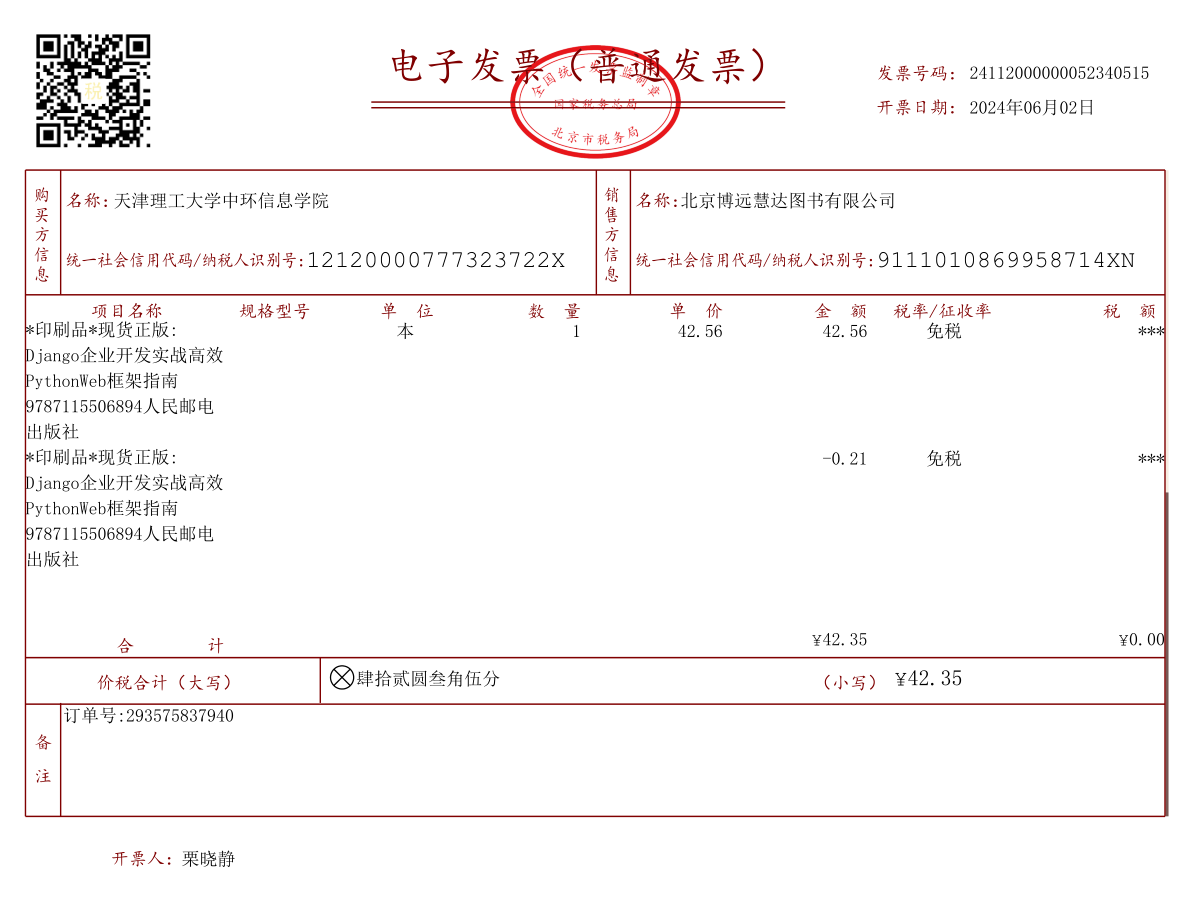 电子发票（普通发票）
全国统一发票监制章
国家税务总局
北京市税务局
税
发票号码：24112000000052340515
开票日期：2024年06月02日
购买方信息
名称：天津理工大学中环信息学院
统一社会信用代码/纳税人识别号：12120000777323722X
销售方信息
名称：北京博远慧达图书有限公司
统一社会信用代码/纳税人识别号：9111010869958714XN
项目名称 规格型号 单 位 数 量 单 价 金 额 税率/征收率 税 额
*印刷品*现货正版: 本 1 42.56 42.56 免税 ***
Django企业开发实战高效
PythonWeb框架指南
9787115506894人民邮电
出版社
*印刷品*现货正版: -0.21 免税 ***
Django企业开发实战高效
PythonWeb框架指南
9787115506894人民邮电
出版社
合 计 ¥42.35 ¥0.00
价税合计（大写） ⊗肆拾贰圆叁角伍分 （小写） ¥42.35
备注
订单号:293575837940
开票人：栗晓静